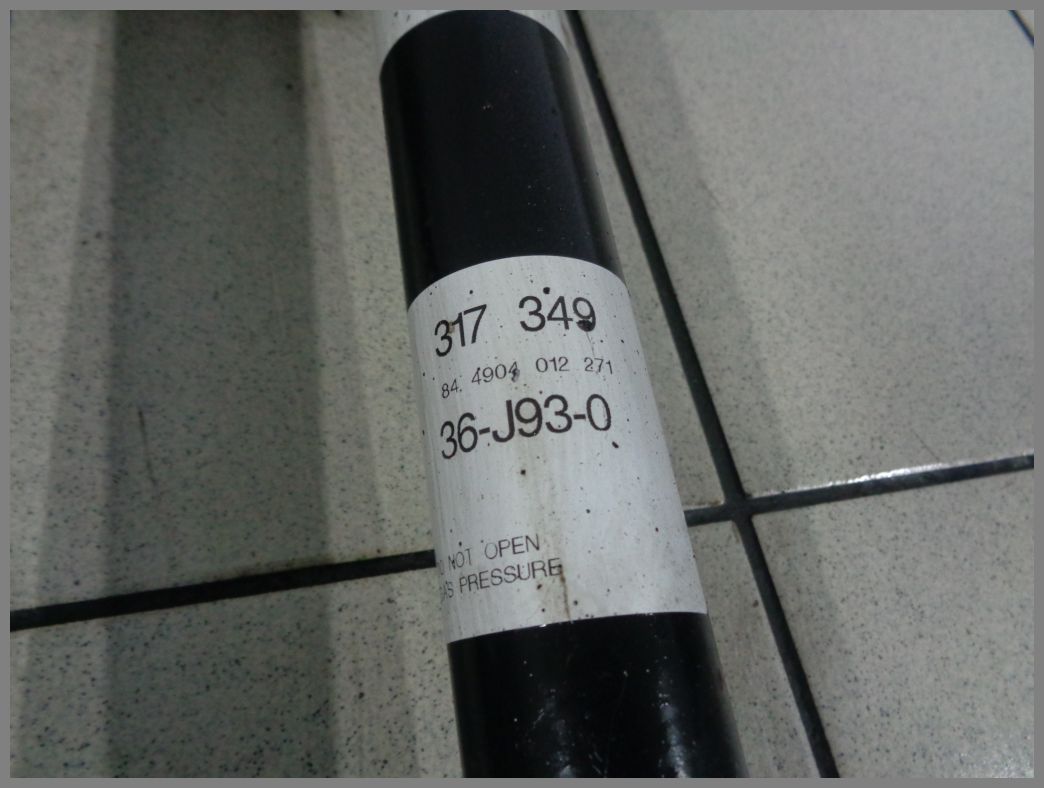 317 349
84. 4904 012 271
36-J93-0
NOT OPEN
PRESSURE